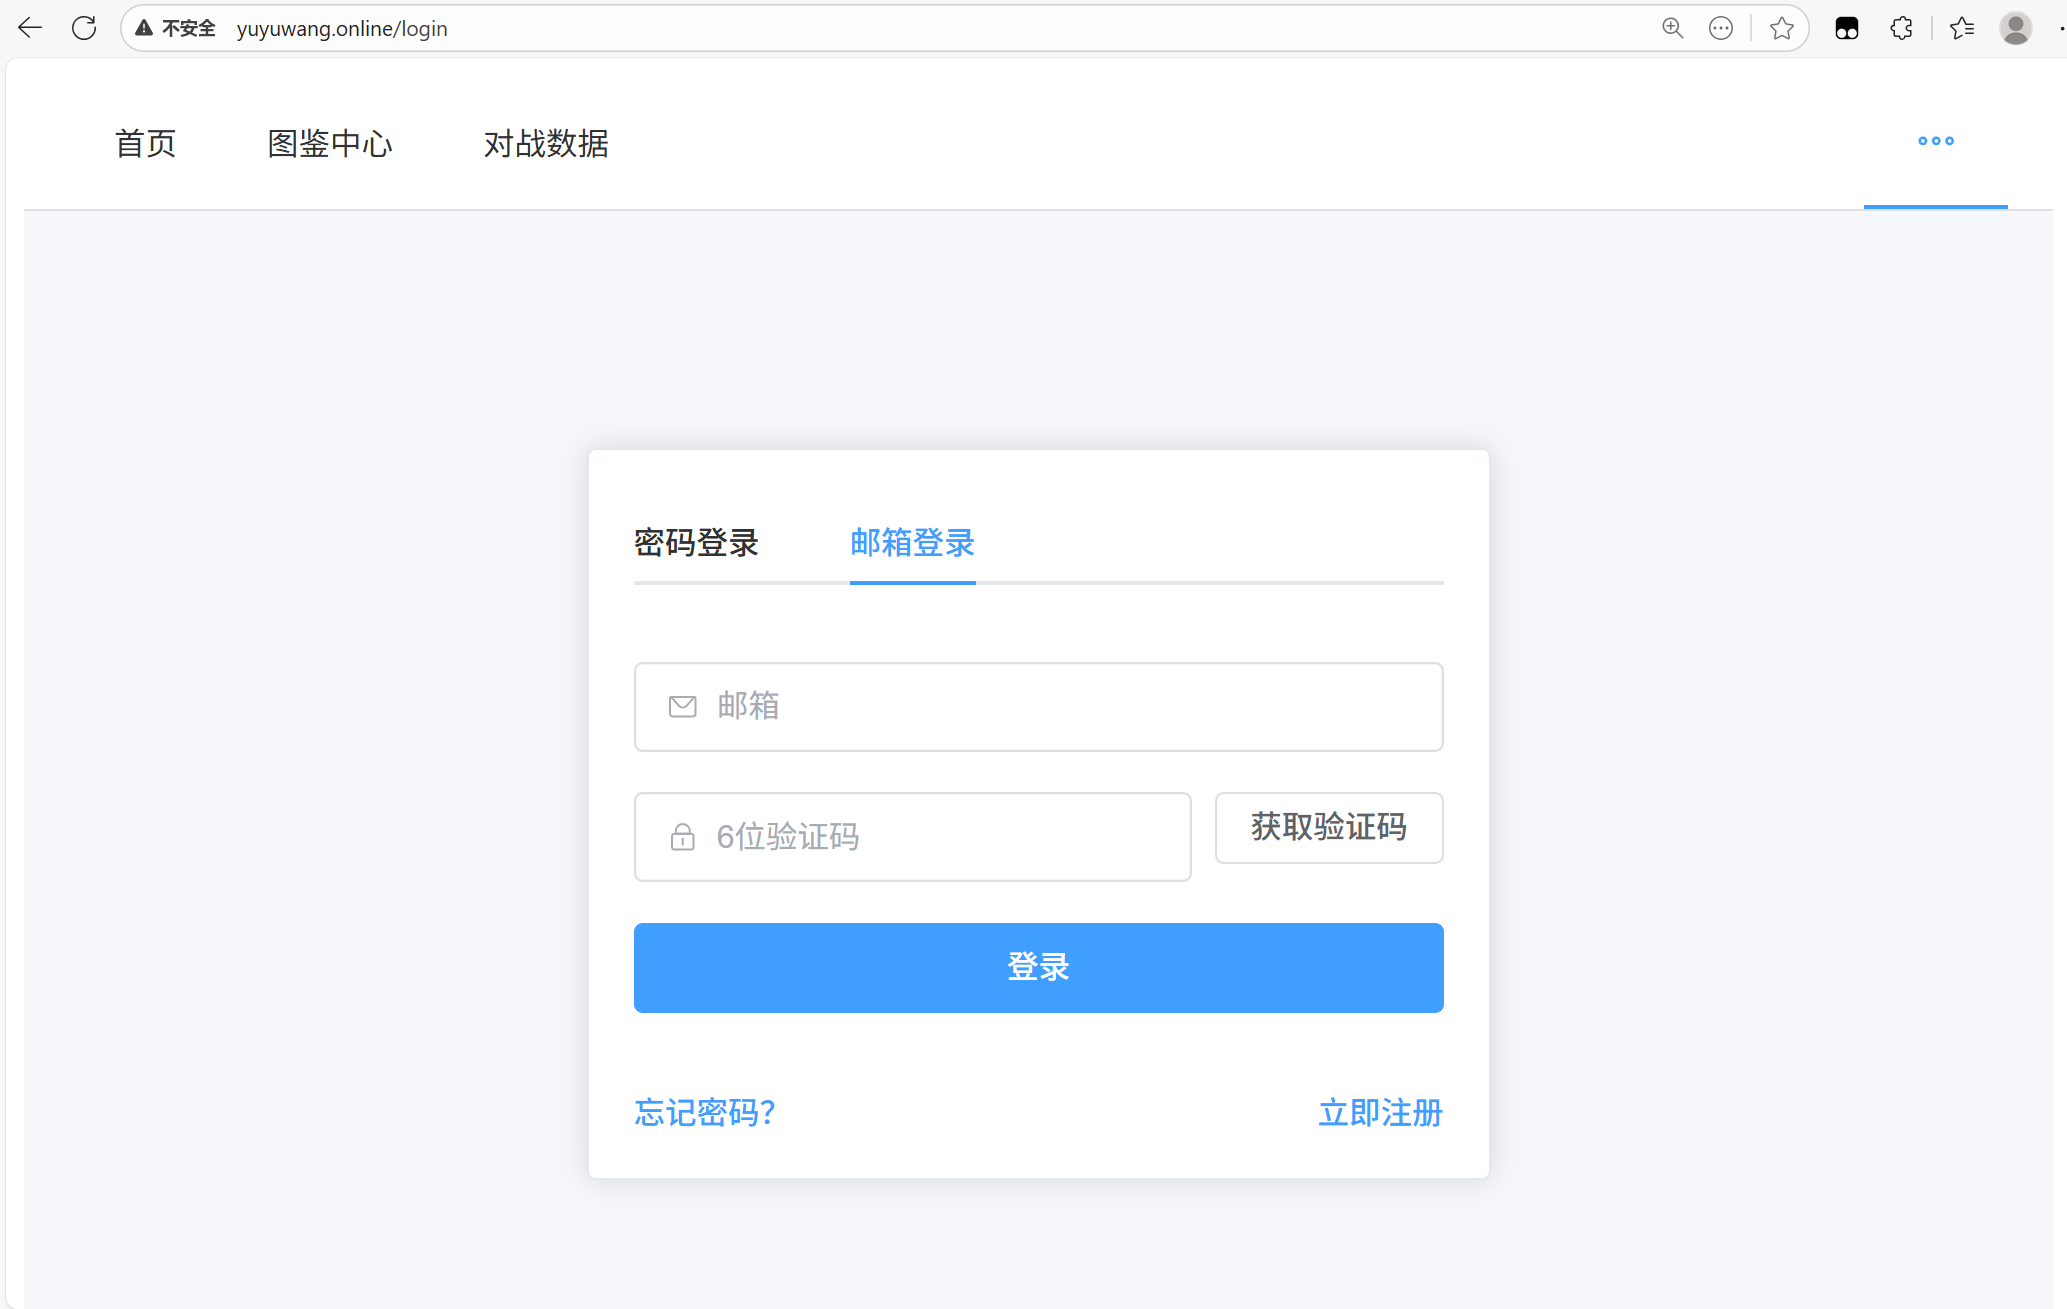 不安全 yuyuwang.online/login
首页 图鉴中心 对战数据
密码登录 邮箱登录
邮箱
6位验证码 获取验证码
登录
忘记密码? 立即注册